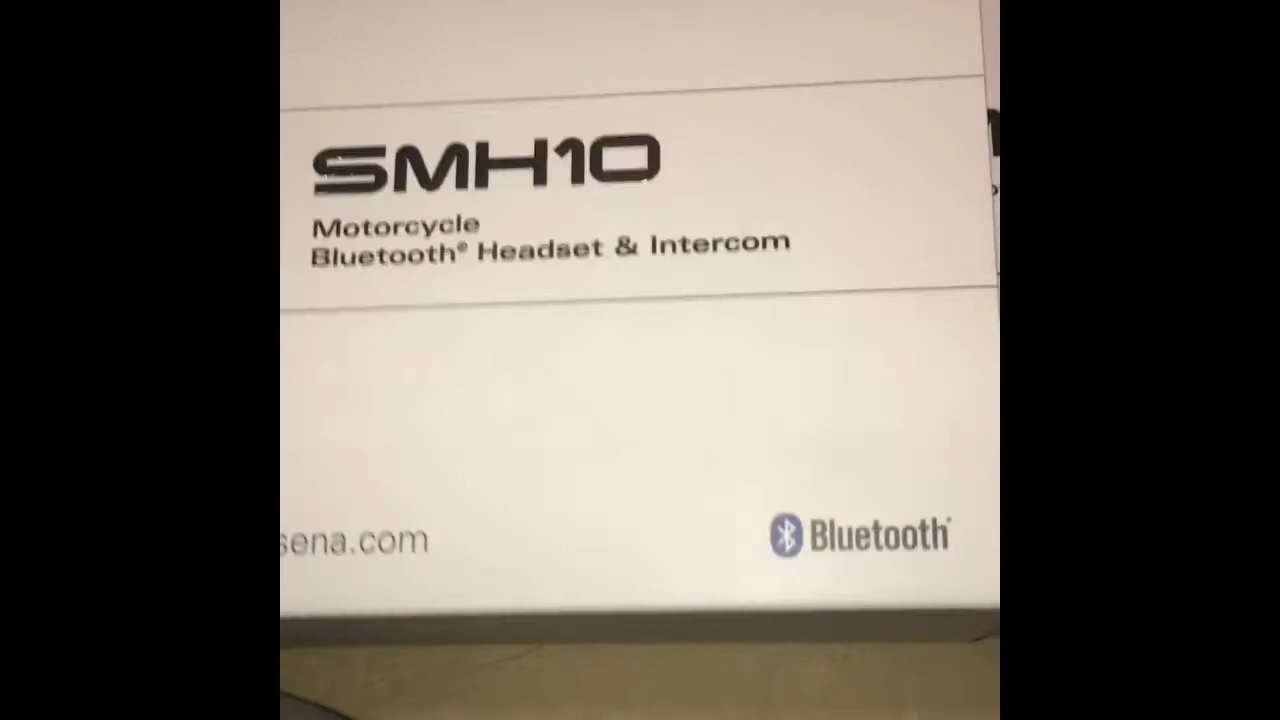 SMH10
Motorcycle
Bluetooth® Headset & Intercom
sena.com
Bluetooth